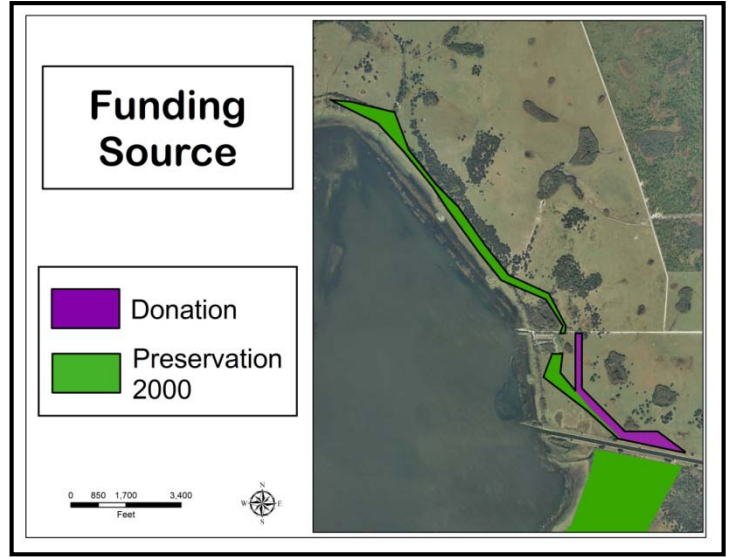 Funding
Source
Donation
Preservation
2000
0 850 1,700 3,400
Feet
N
W E
S